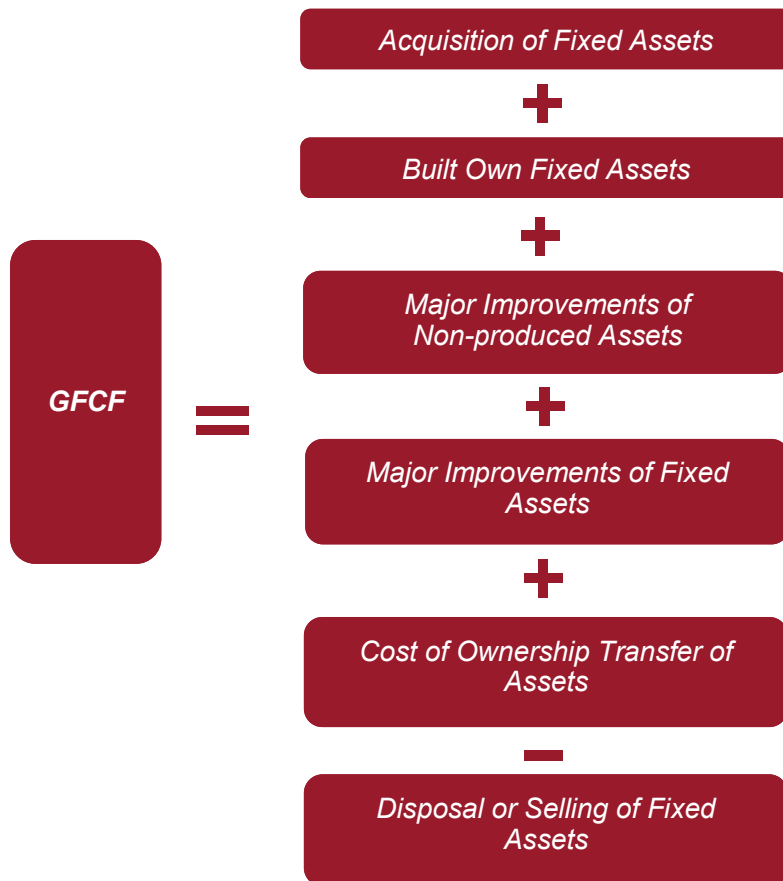 Acquisition of Fixed Assets
+
Built Own Fixed Assets
+
Major Improvements of
Non-produced Assets
GFCF
=
+
Major Improvements of Fixed
Assets
+
Cost of Ownership Transfer of
Assets
−
Disposal or Selling of Fixed
Assets